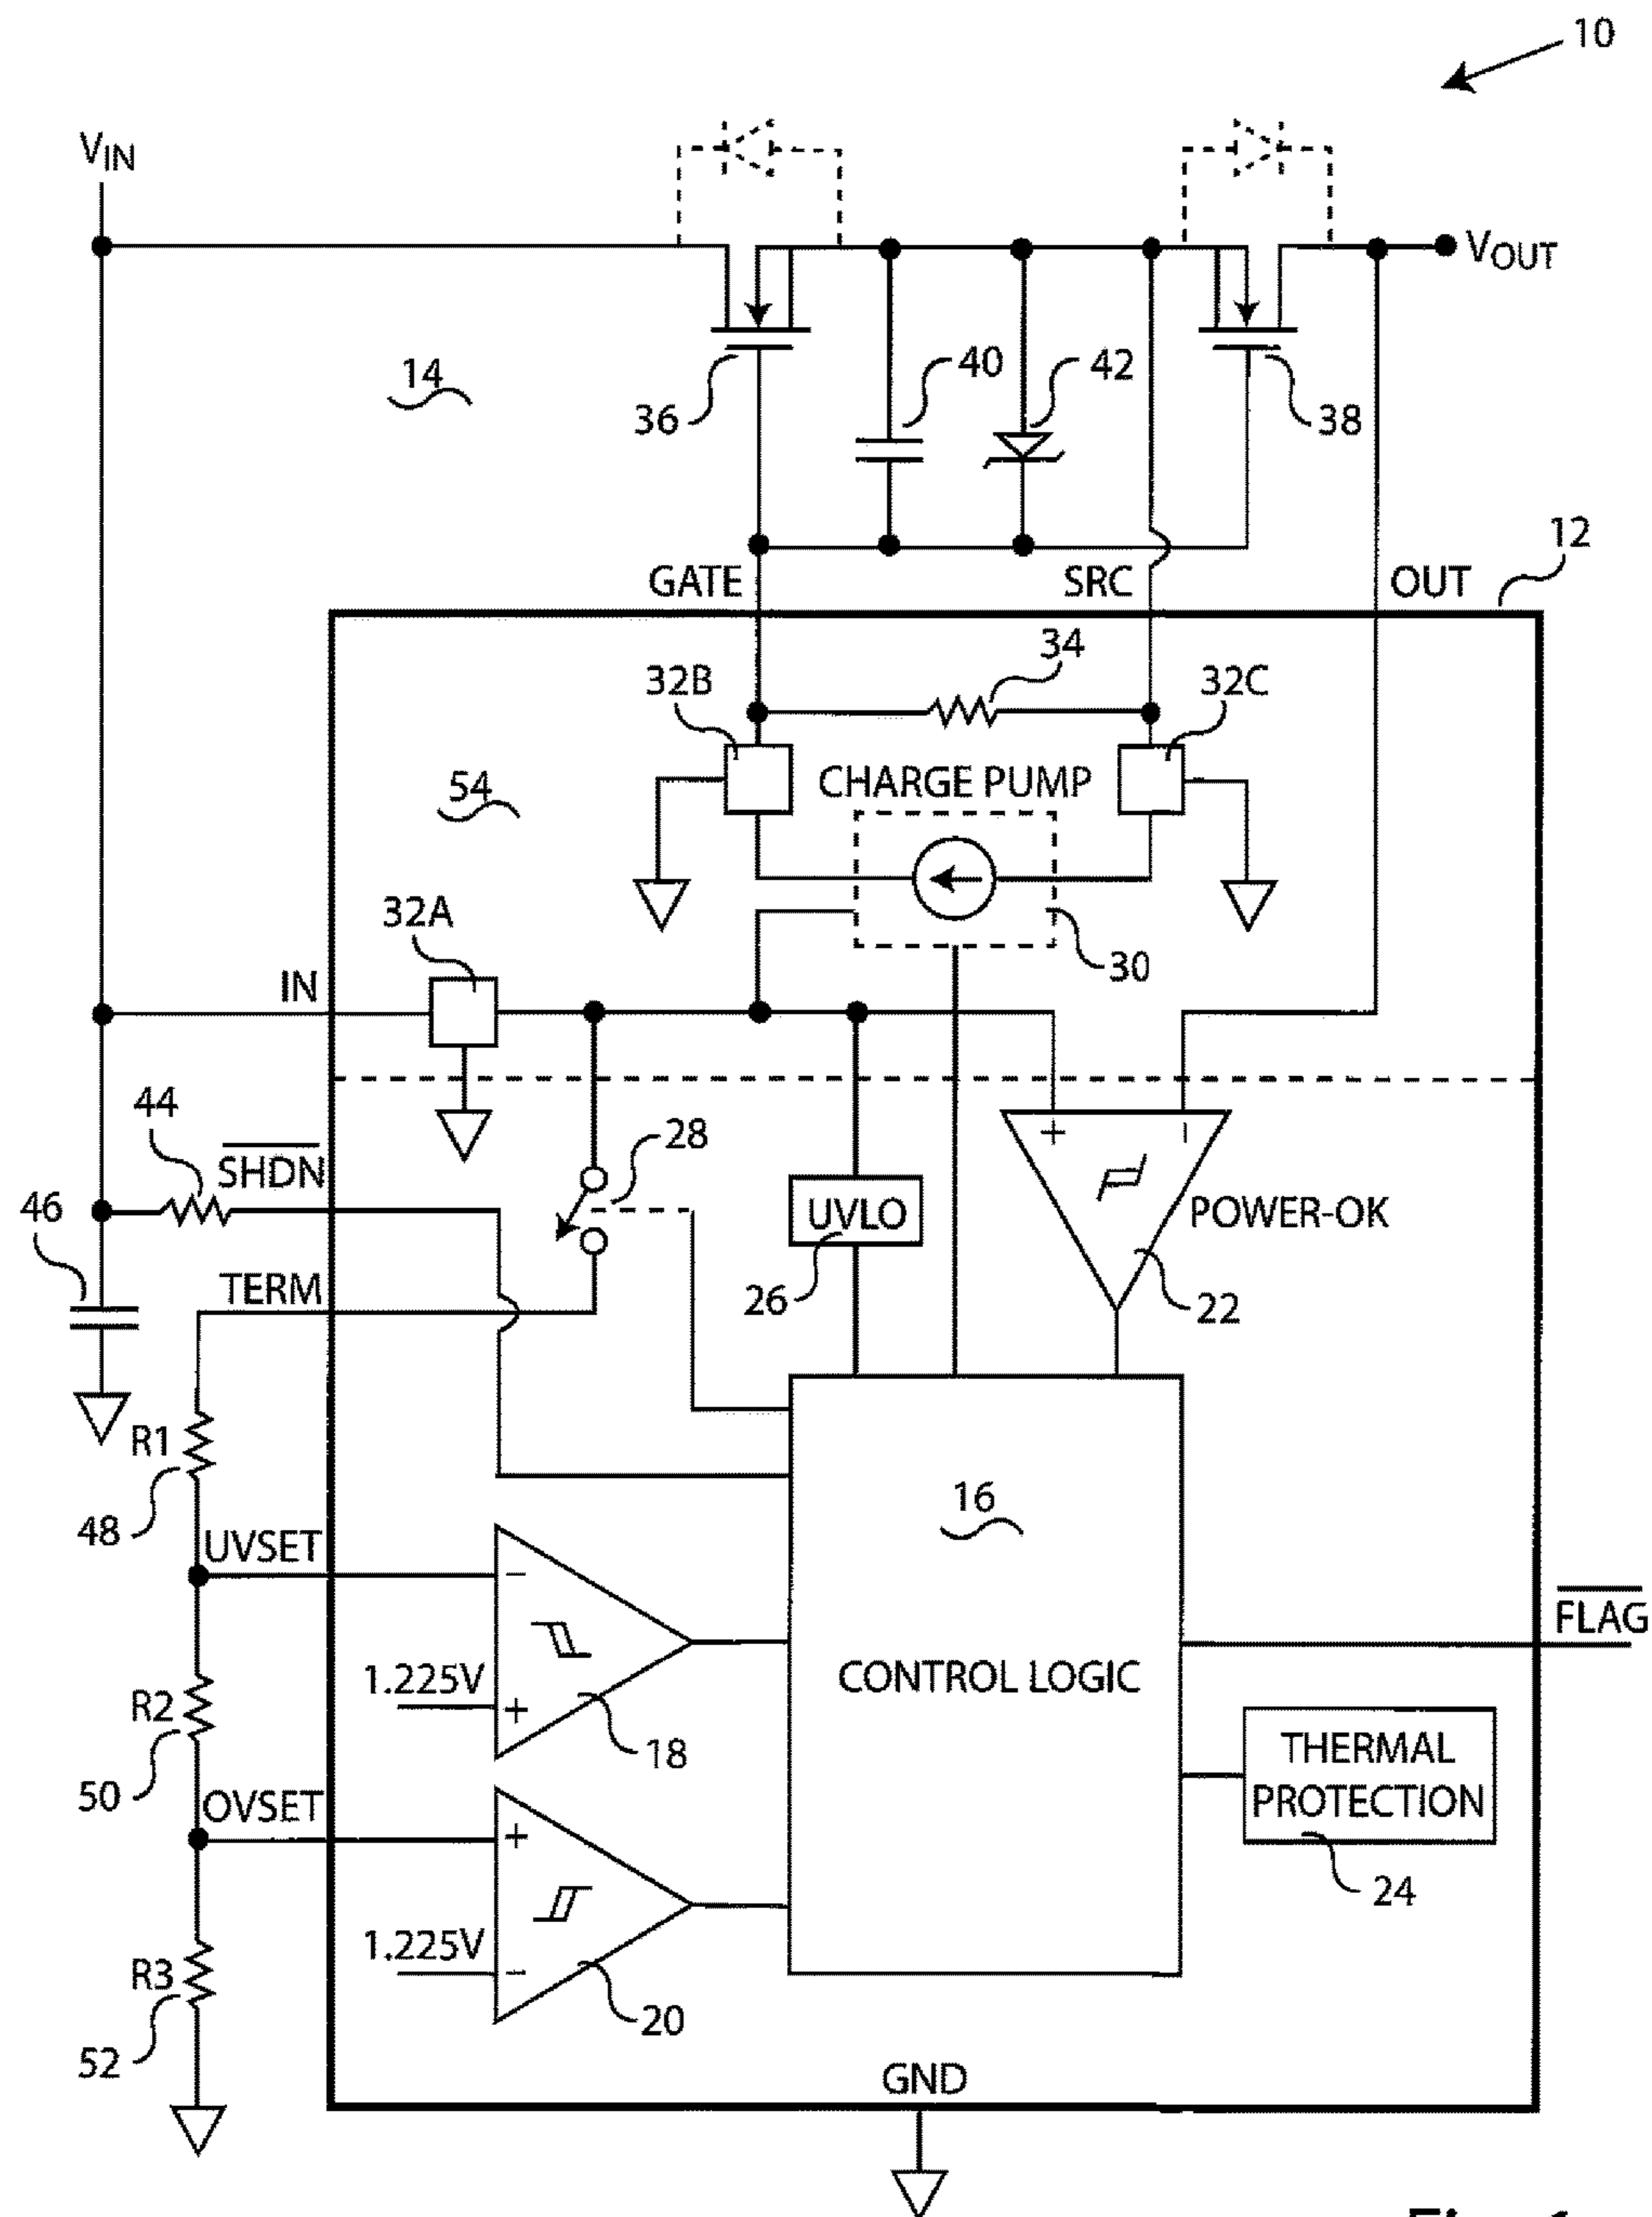 10
VIN
VOUT
14
36
40
42
38
12
GATE
SRC
OUT
34
32B
32C
CHARGE PUMP
54
32A
30
IN
44
SHDN
28
46
UVLO
POWER-OK
TERM
26
22
R1
48
16
UVSET
FLAG
1.225V
CONTROL LOGIC
R2
18
THERMAL
PROTECTION
50
OVSET
24
1.225V
R3
20
52
GND